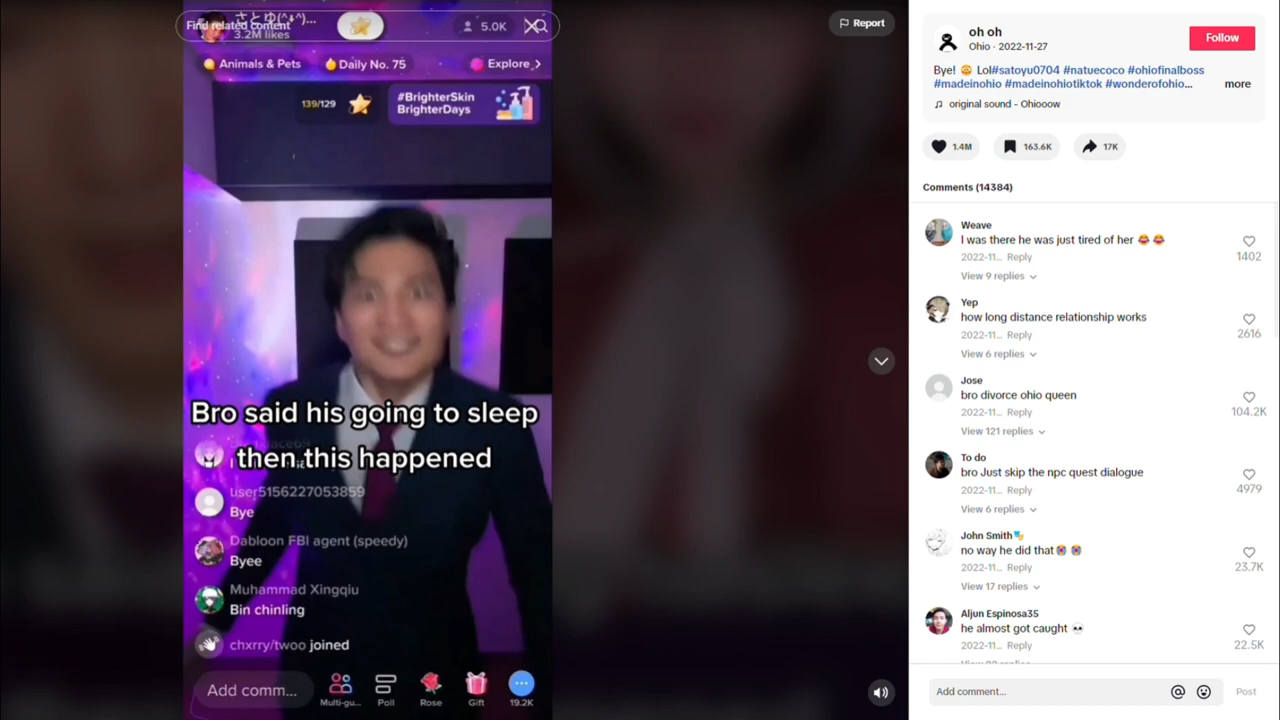 さとゆ(^↓^)...
Find related content
3.2M likes
5.0K
Report
Animals & Pets
Daily No. 75
Explore
139/129
#BrighterSkin
BrighterDays
Bro said his going to sleep
then this happened
user5156227053859
Bye
Dabloon FBI agent (speedy)
Byee
Muhammad Xingqiu
Bin chinling
chxrry/twoo joined
Add comm...
Multi-gu...
Poll
Rose
Gift
19.2K
oh oh
Ohio · 2022-11-27
Follow
Bye! 😳 Lol#satoyu0704 #natuecoco #ohiofinalboss
#madeinohio #madeinohiotiktok #wonderofohio...
more
original sound - Ohiooow
1.4M
163.6K
17K
Comments (14384)
Weave
I was there he was just tired of her 😂 😂
1402
2022-11... Reply
View 9 replies
Yep
how long distance relationship works
2616
2022-11... Reply
View 6 replies
Jose
bro divorce ohio queen
104.2K
2022-11... Reply
View 121 replies
To do
bro Just skip the npc quest dialogue
4979
2022-11... Reply
View 6 replies
John Smith
no way he did that😭 😭
23.7K
2022-11... Reply
View 17 replies
Aljun Espinosa35
he almost got caught 💀
22.5K
2022-11... Reply
Add comment...
Post